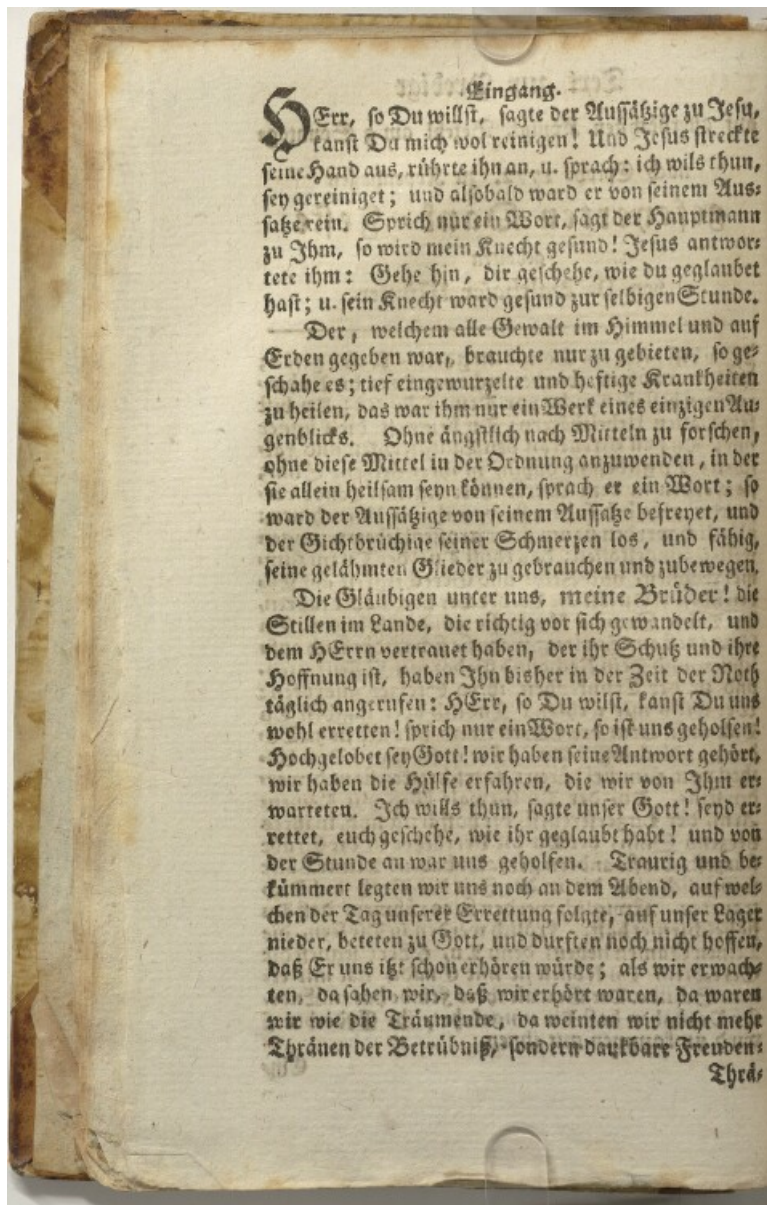 Eingang.
HErr, so Du willst, sagte der Aussätzige zu Jesu,
kanst Du mich wol reinigen! Und Jesus streckte
seine Hand aus, rührte ihn an, u. sprach: ich wils thun,
sey gereiniget; und alsobald ward er von seinem Aus-
satze rein. Sprich nur ein Wort, sagt der Hauptmann
zu Ihm, so wird mein Knecht gesund! Jesus antwor-
tete ihm: Gehe hin, dir geschehe, wie du geglaubet
hast; u. sein Knecht ward gesund zur selbigen Stunde.
Der, welchem alle Gewalt im Himmel und auf
Erden gegeben war, brauchte nur zu gebieten, so ge-
schahe es; tief eingewurzelte und heftige Krankheiten
zu heilen, das war ihm nur ein Werk eines einzigen Au-
genblicks. Ohne ängstlich nach Mitteln zu forschen,
ohne diese Mittel in der Ordnung anzuwenden, in der
sie allein heilsam seyn können, sprach er ein Wort; so
ward der Aussätzige von seinem Aussatze befreyet, und
der Gichtbrüchige seiner Schmerzen los, und fähig,
seine gelähmten Glieder zu gebrauchen und zubewegen.
Die Gläubigen unter uns, meine Brüder! die
Stillen im Lande, die richtig vor sich gewandelt, und
dem HErrn vertrauet haben, der ihr Schutz und ihre
Hoffnung ist, haben Ihn bisher in der Zeit der Noth
täglich angerufen: HErr, so Du wilst, kanst Du uns
wohl erretten! sprich nur ein Wort, so ist uns geholfen!
Hochgelobet sey Gott! wir haben seine Antwort gehört,
wir haben die Hülfe erfahren, die wir von Ihm er-
warteten. Ich wills thun, sagte unser Gott! seyd er-
rettet, euch geschehe, wie ihr geglaubt habt! und von
der Stunde an war uns geholfen. Traurig und be-
kümmert legten wir uns noch an dem Abend, auf wel-
chen der Tag unserer Errettung folgte, auf unser Lager
nieder, beteten zu Gott, und durften noch nicht hoffen,
daß Er uns itzt schon erhören würde; als wir erwach-
ten, da sahen wir, daß wir erhört waren, da waren
wir wie die Träumende, da weinten wir nicht mehr
Thränen der Betrübniß, sondern dankbare Freuden-
Thrä-